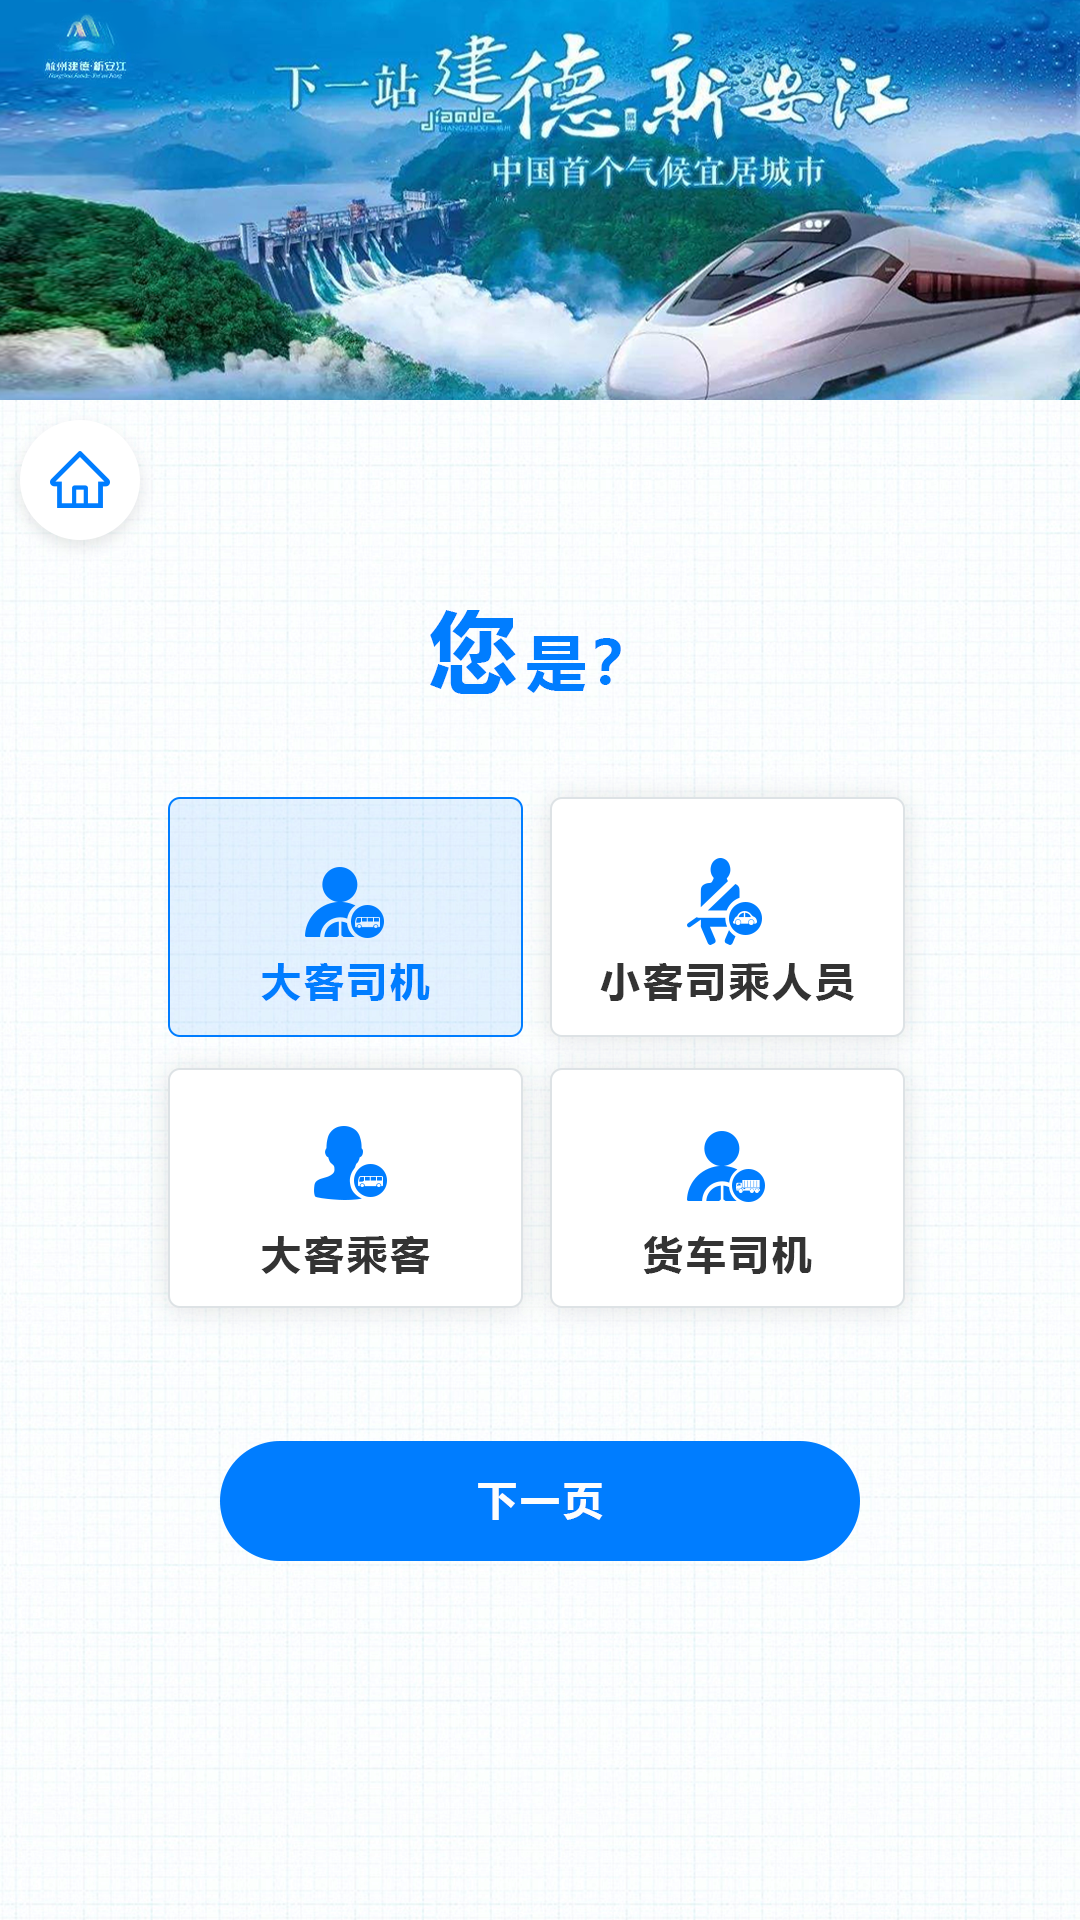 杭州建德·新安江
下一站 建德 新安江
jiande
HANGZHOU 杭州
中国首个气候宜居城市
您是?
大客司机
小客司乘人员
大客乘客
货车司机
下一页